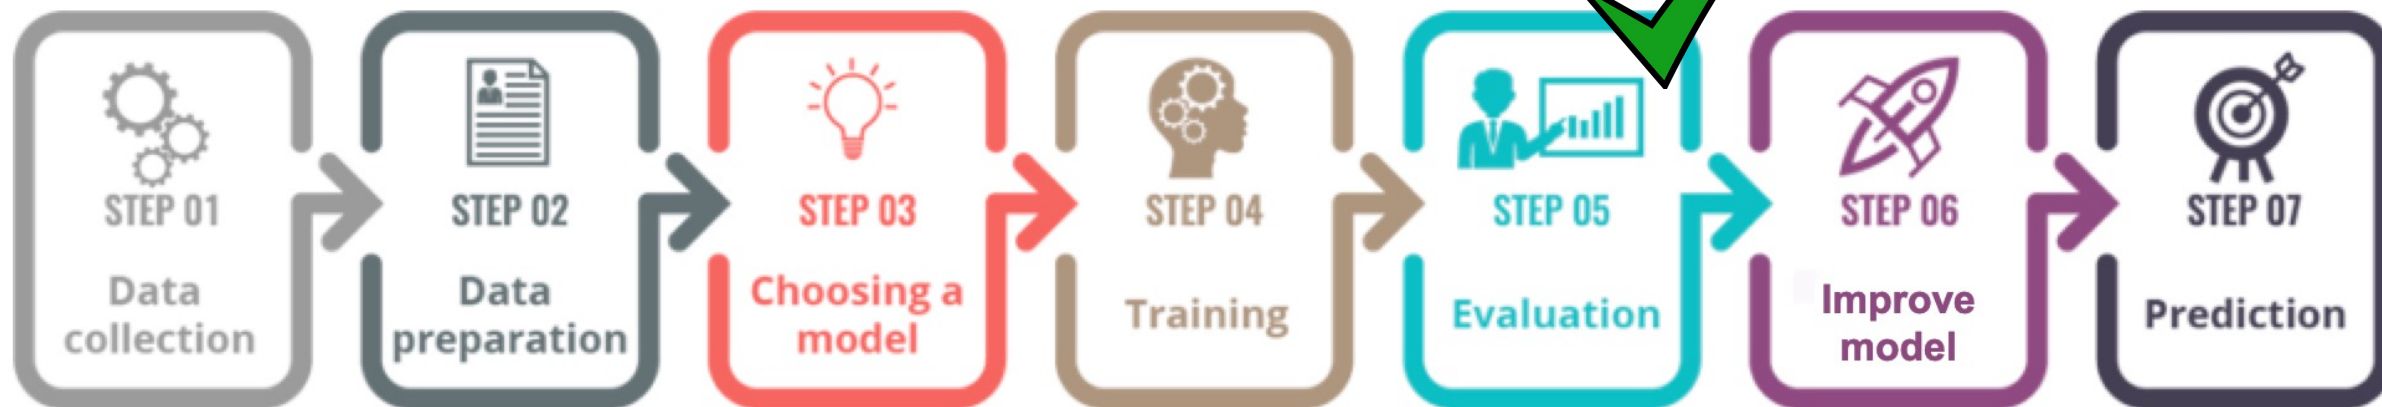 STEP 01
Data
collection
STEP 02
Data
preparation
STEP 03
Choosing a
model
STEP 04
Training
STEP 05
Evaluation
STEP 06
Improve
model
STEP 07
Prediction